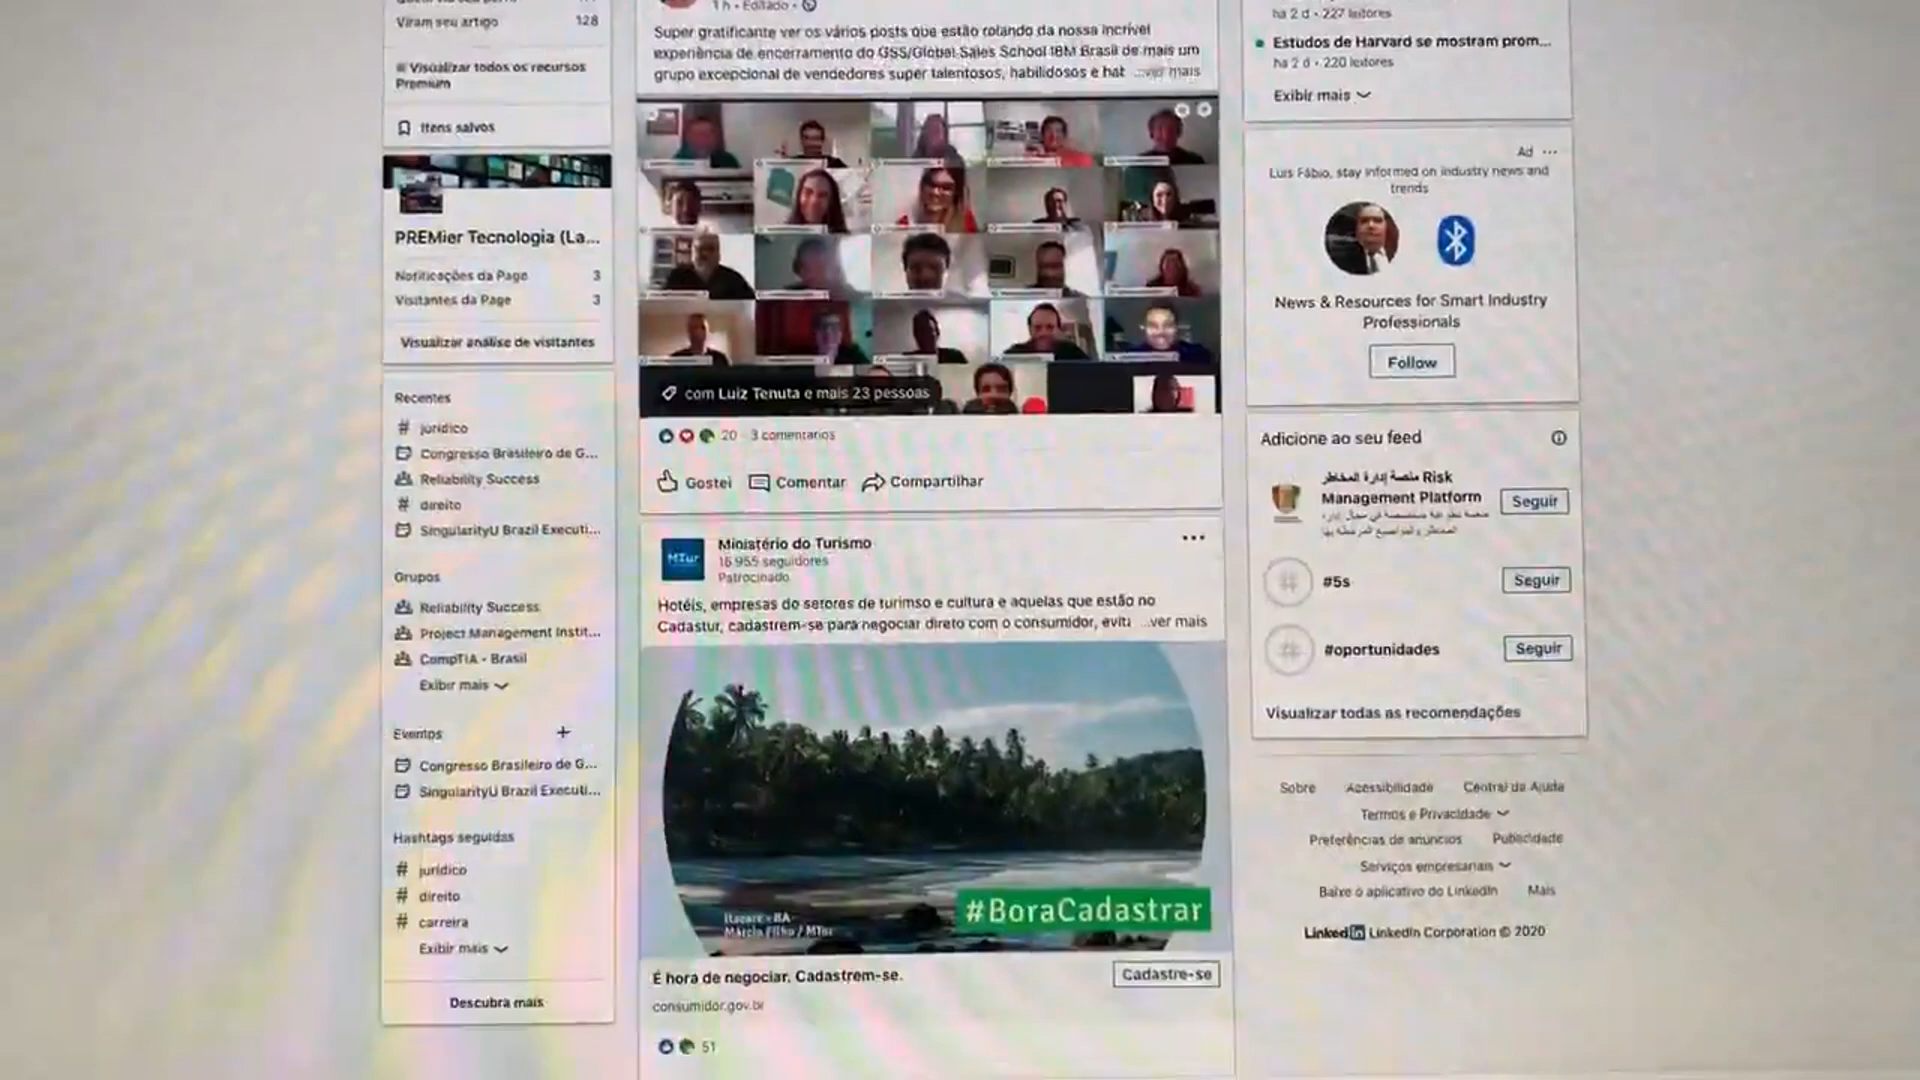 Viram seu artigo 128
Visualizar todos os recursos
Premium
Itens salvos
PREMier Tecnologia (La...
Notificações da Page 3
Visitantes da Page 3
Visualizar análise de visitantes
Recentes
# jurídico
Congresso Brasileiro de G...
Reliability Success
# direito
SingularityU Brazil Executi...
Grupos
Reliability Success
Project Management Instit...
CompTIA - Brasil
Exibir mais
Eventos +
Congresso Brasileiro de G...
SingularityU Brazil Executi...
Hashtags seguidas
# jurídico
# direito
# carreira
Exibir mais
Descubra mais
1 h • Editado •
Super gratificante ver os vários posts que estão rolando da nossa incrível
experiência de encerramento do GSS/Global Sales School IBM Brasil de mais um
grupo excepcional de vendedores super talentosos, habilidosos e hat ...ver mais
com Luiz Tenuta e mais 23 pessoas
20 · 3 comentários
Gostei Comentar Compartilhar
MTur
Ministério do Turismo
16.955 seguidores
Patrocinado
Hotéis, empresas do setores de turimso e cultura e aquelas que estão no
Cadastur, cadastrem-se para negociar direto com o consumidor, evit ...ver mais
Itacaré - BA
Márcio Filho / MTur
#BoraCadastrar
É hora de negociar. Cadastrem-se.
Cadastre-se
consumidor.gov.br
51
há 2 d • 227 leitores
Estudos de Harvard se mostram prom...
há 2 d • 220 leitores
Exibir mais
Ad ...
Luis Fábio, stay informed on industry news and
trends
News & Resources for Smart Industry
Professionals
Follow
Adicione ao seu feed
منصة إدارة المخاطر Risk
Management Platform
Seguir
#5s
Seguir
#oportunidades
Seguir
Visualizar todas as recomendações
Sobre Acessibilidade Central de Ajuda
Termos e Privacidade
Preferências de anúncios Publicidade
Serviços empresariais
Baixe o aplicativo do LinkedIn Mais
LinkedIn LinkedIn Corporation © 2020